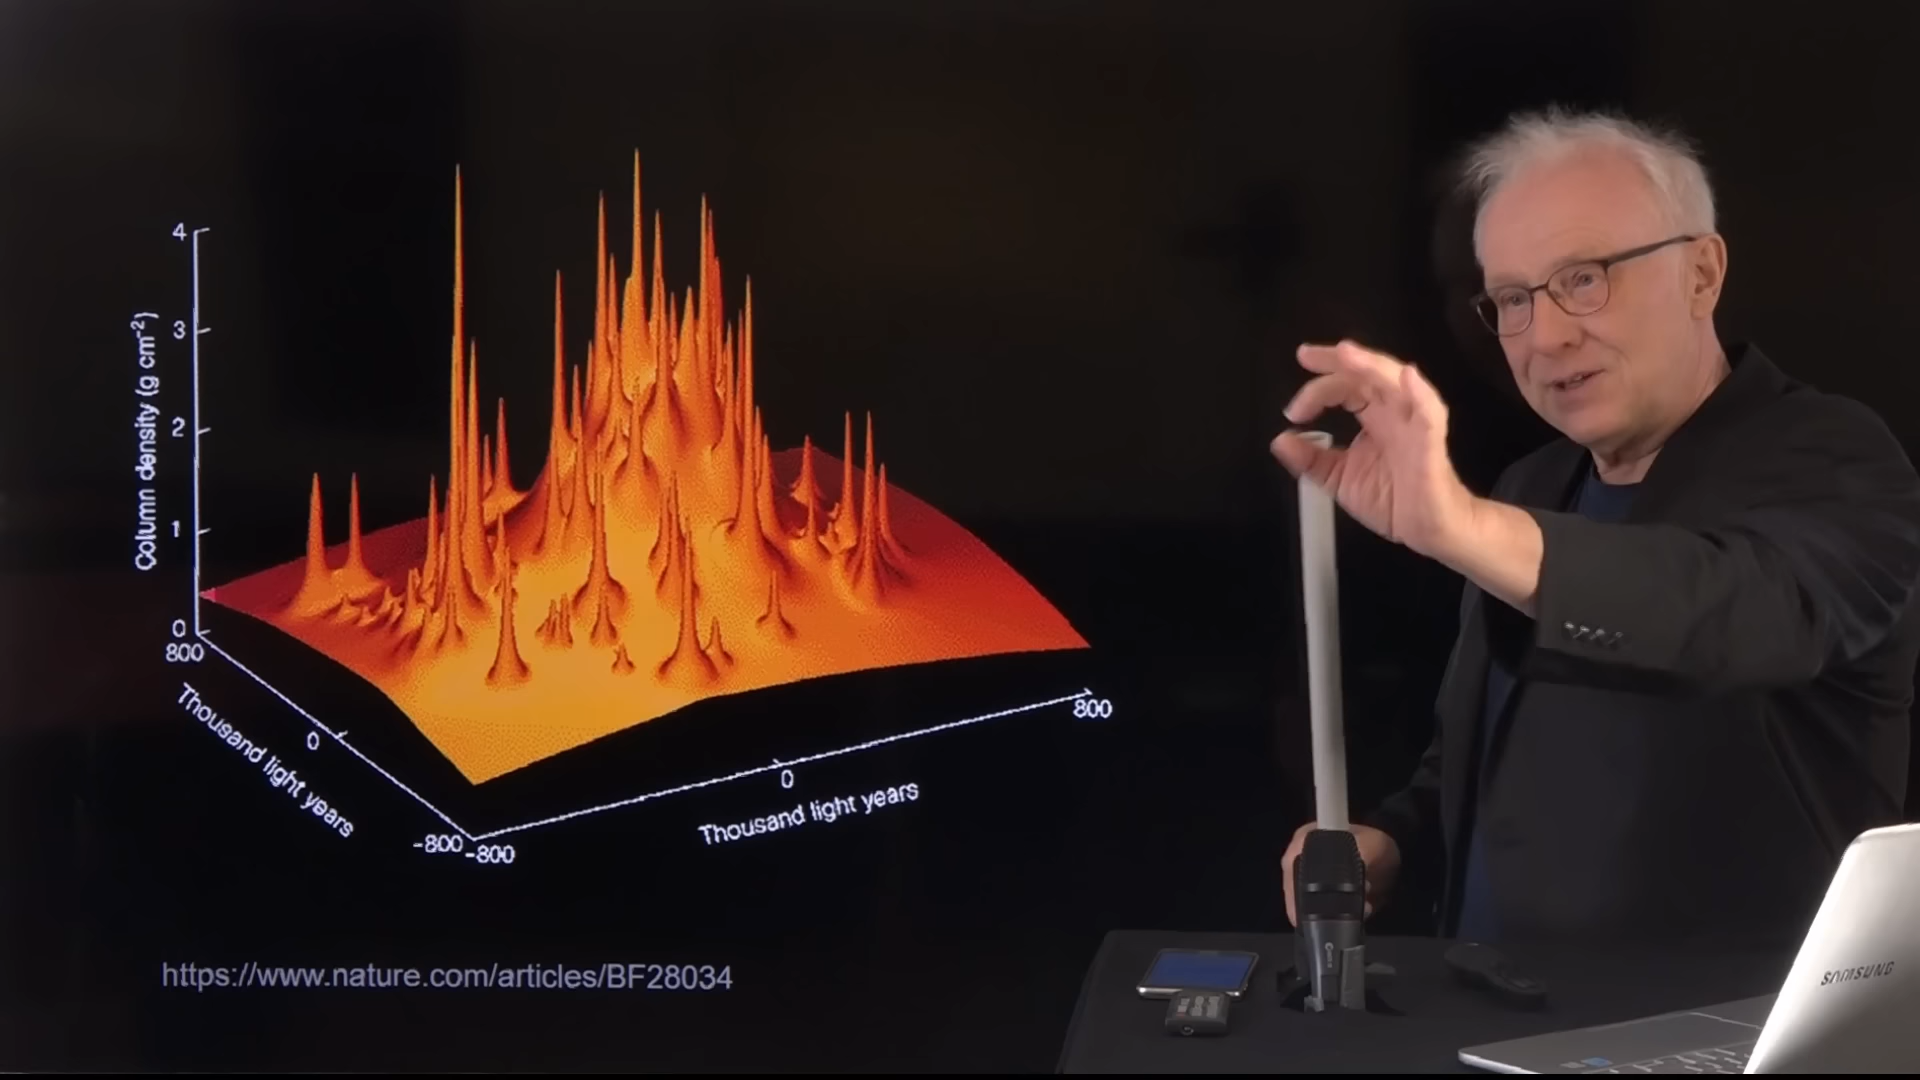 4
3
2
1
0
Column density (g cm⁻²)
800
0
-800
Thousand light years
-800
0
800
Thousand light years
https://www.nature.com/articles/BF28034
SAMSUNG